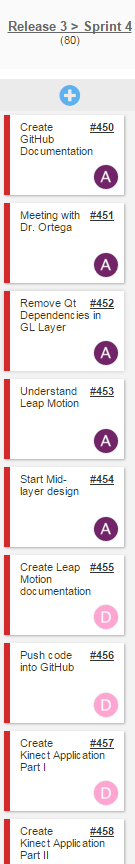 Release 3 > Sprint 4
(80)
Create #450
GitHub
Documentation
A
Meeting with #451
Dr. Ortega
A
Remove Qt #452
Dependencies in
GL Layer
A
Understand #453
Leap Motion
A
Start Mid- #454
layer design
A
Create Leap #455
Motion
documentation
D
Push code #456
into GitHub
D
Create #457
Kinect Application
Part I
D
Create #458
Kinect Application
Part II